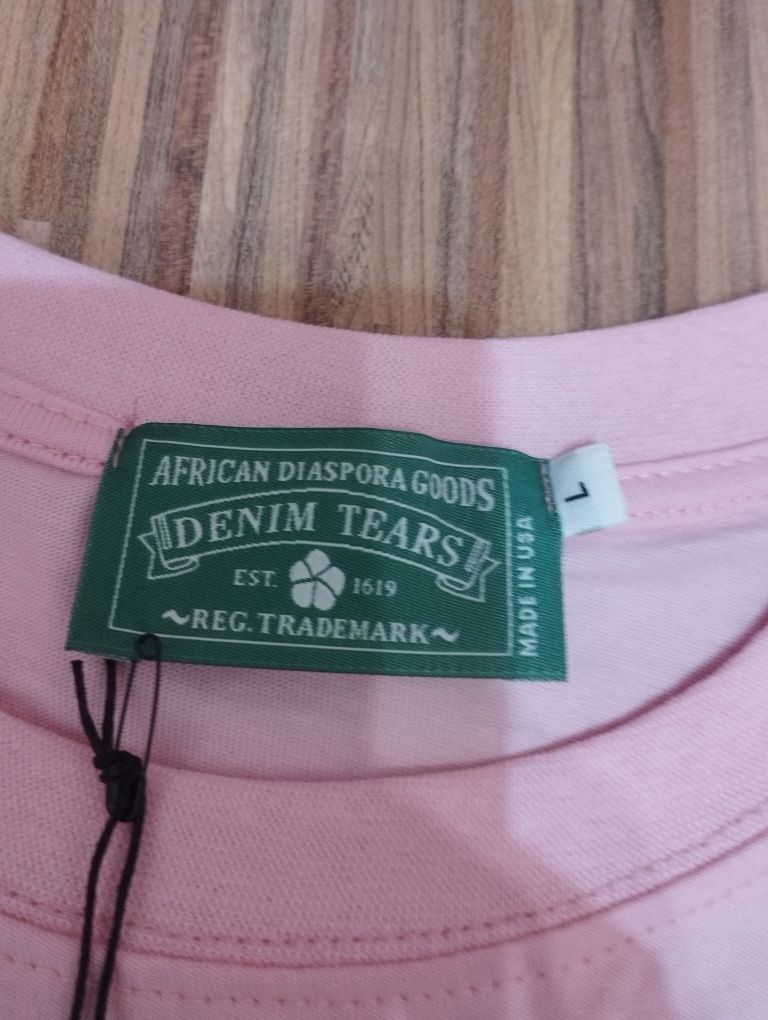 AFRICAN DIASPORA GOODS
DENIM TEARS
EST. 1619
~REG. TRADEMARK~
MADE IN USA
L